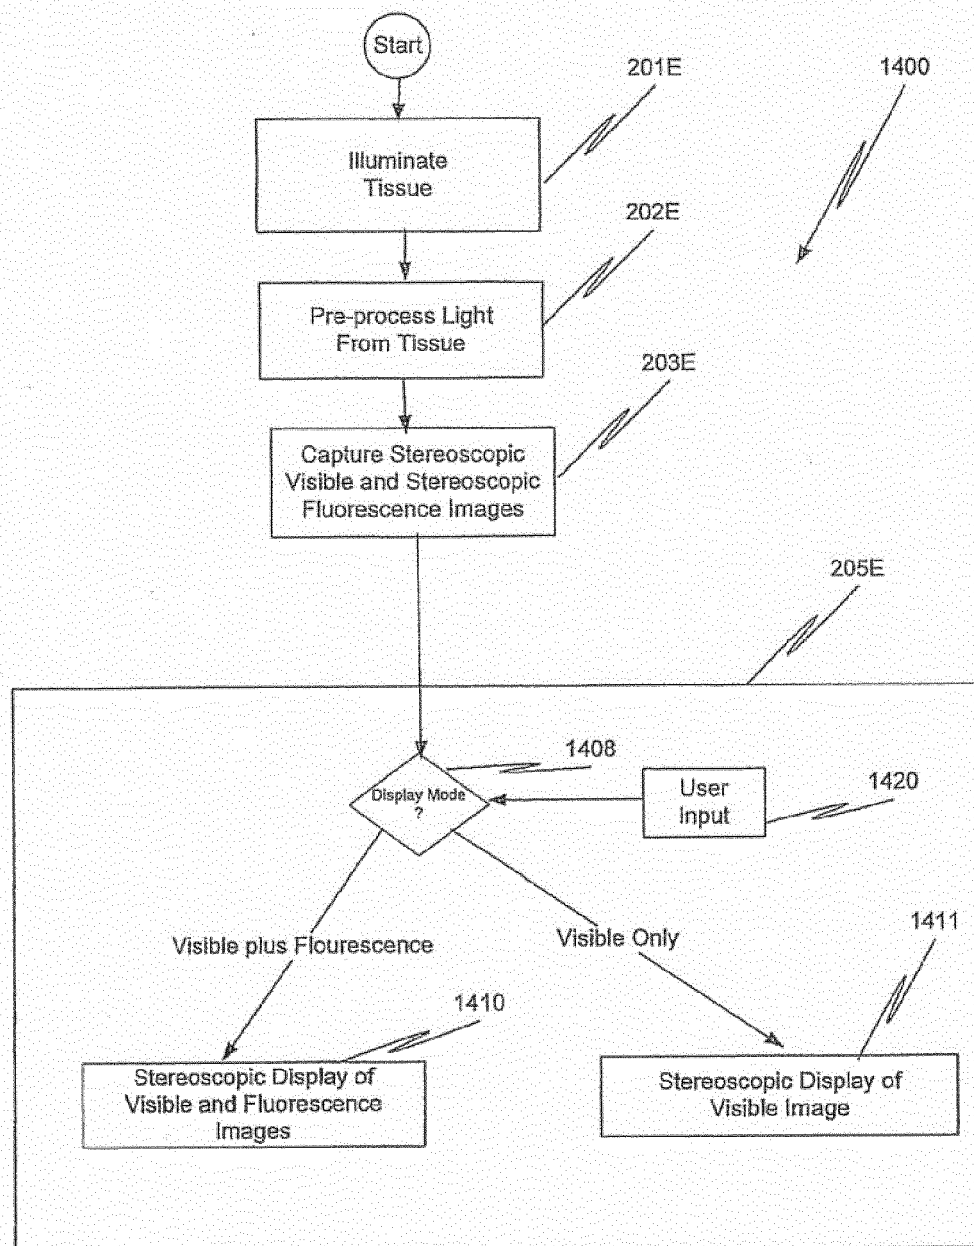 Start
201E
1400
Illuminate
Tissue
202E
Pre-process Light
From Tissue
203E
Capture Stereoscopic
Visible and Stereoscopic
Fluorescence Images
205E
1408
Display Mode
?
User
Input
1420
Visible plus Flourescence
Visible Only
1411
1410
Stereoscopic Display of
Visible and Fluorescence
Images
Stereoscopic Display of
Visible Image